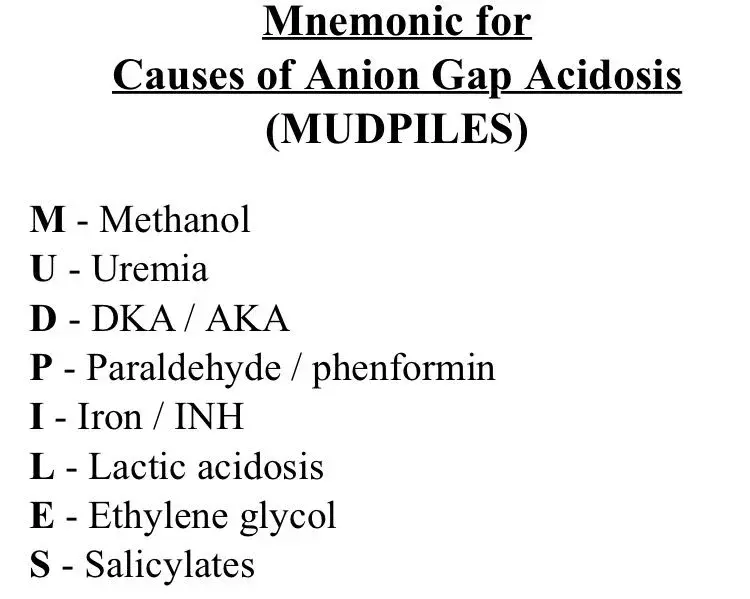 Mnemonic for
Causes of Anion Gap Acidosis
(MUDPILES)
M - Methanol
U - Uremia
D - DKA / AKA
P - Paraldehyde / phenformin
I - Iron / INH
L - Lactic acidosis
E - Ethylene glycol
S - Salicylates